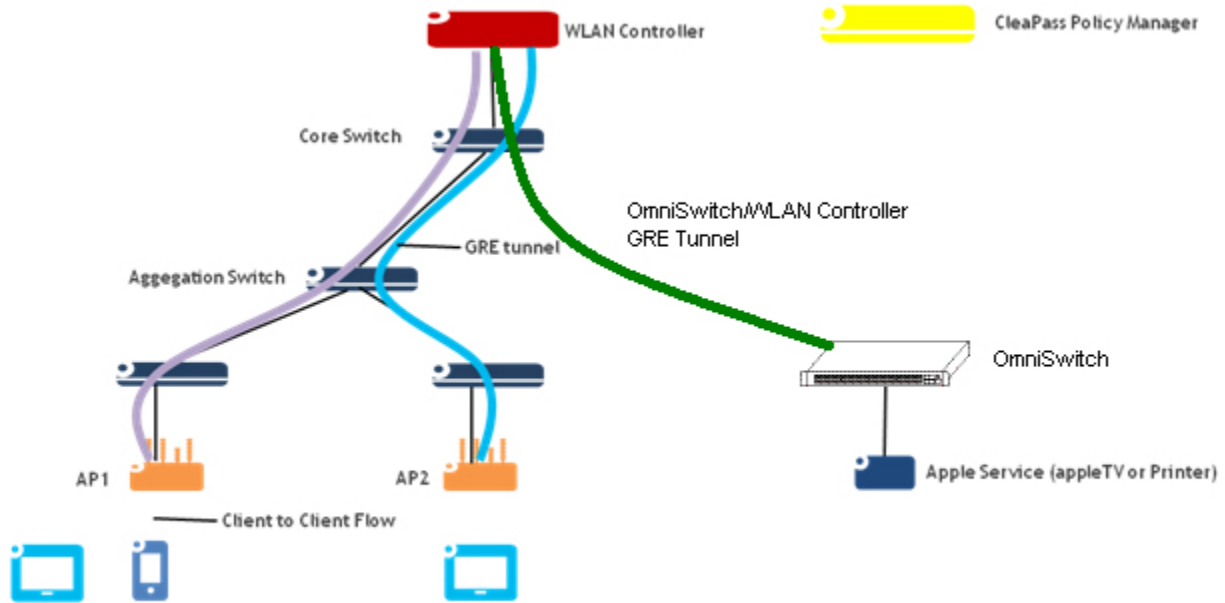 WLAN Controller
CleaPass Policy Manager
Core Switch
OmniSwitch/WLAN Controller
GRE Tunnel
GRE tunnel
Aggegation Switch
OmniSwitch
AP1
AP2
Apple Service (appleTV or Printer)
Client to Client Flow